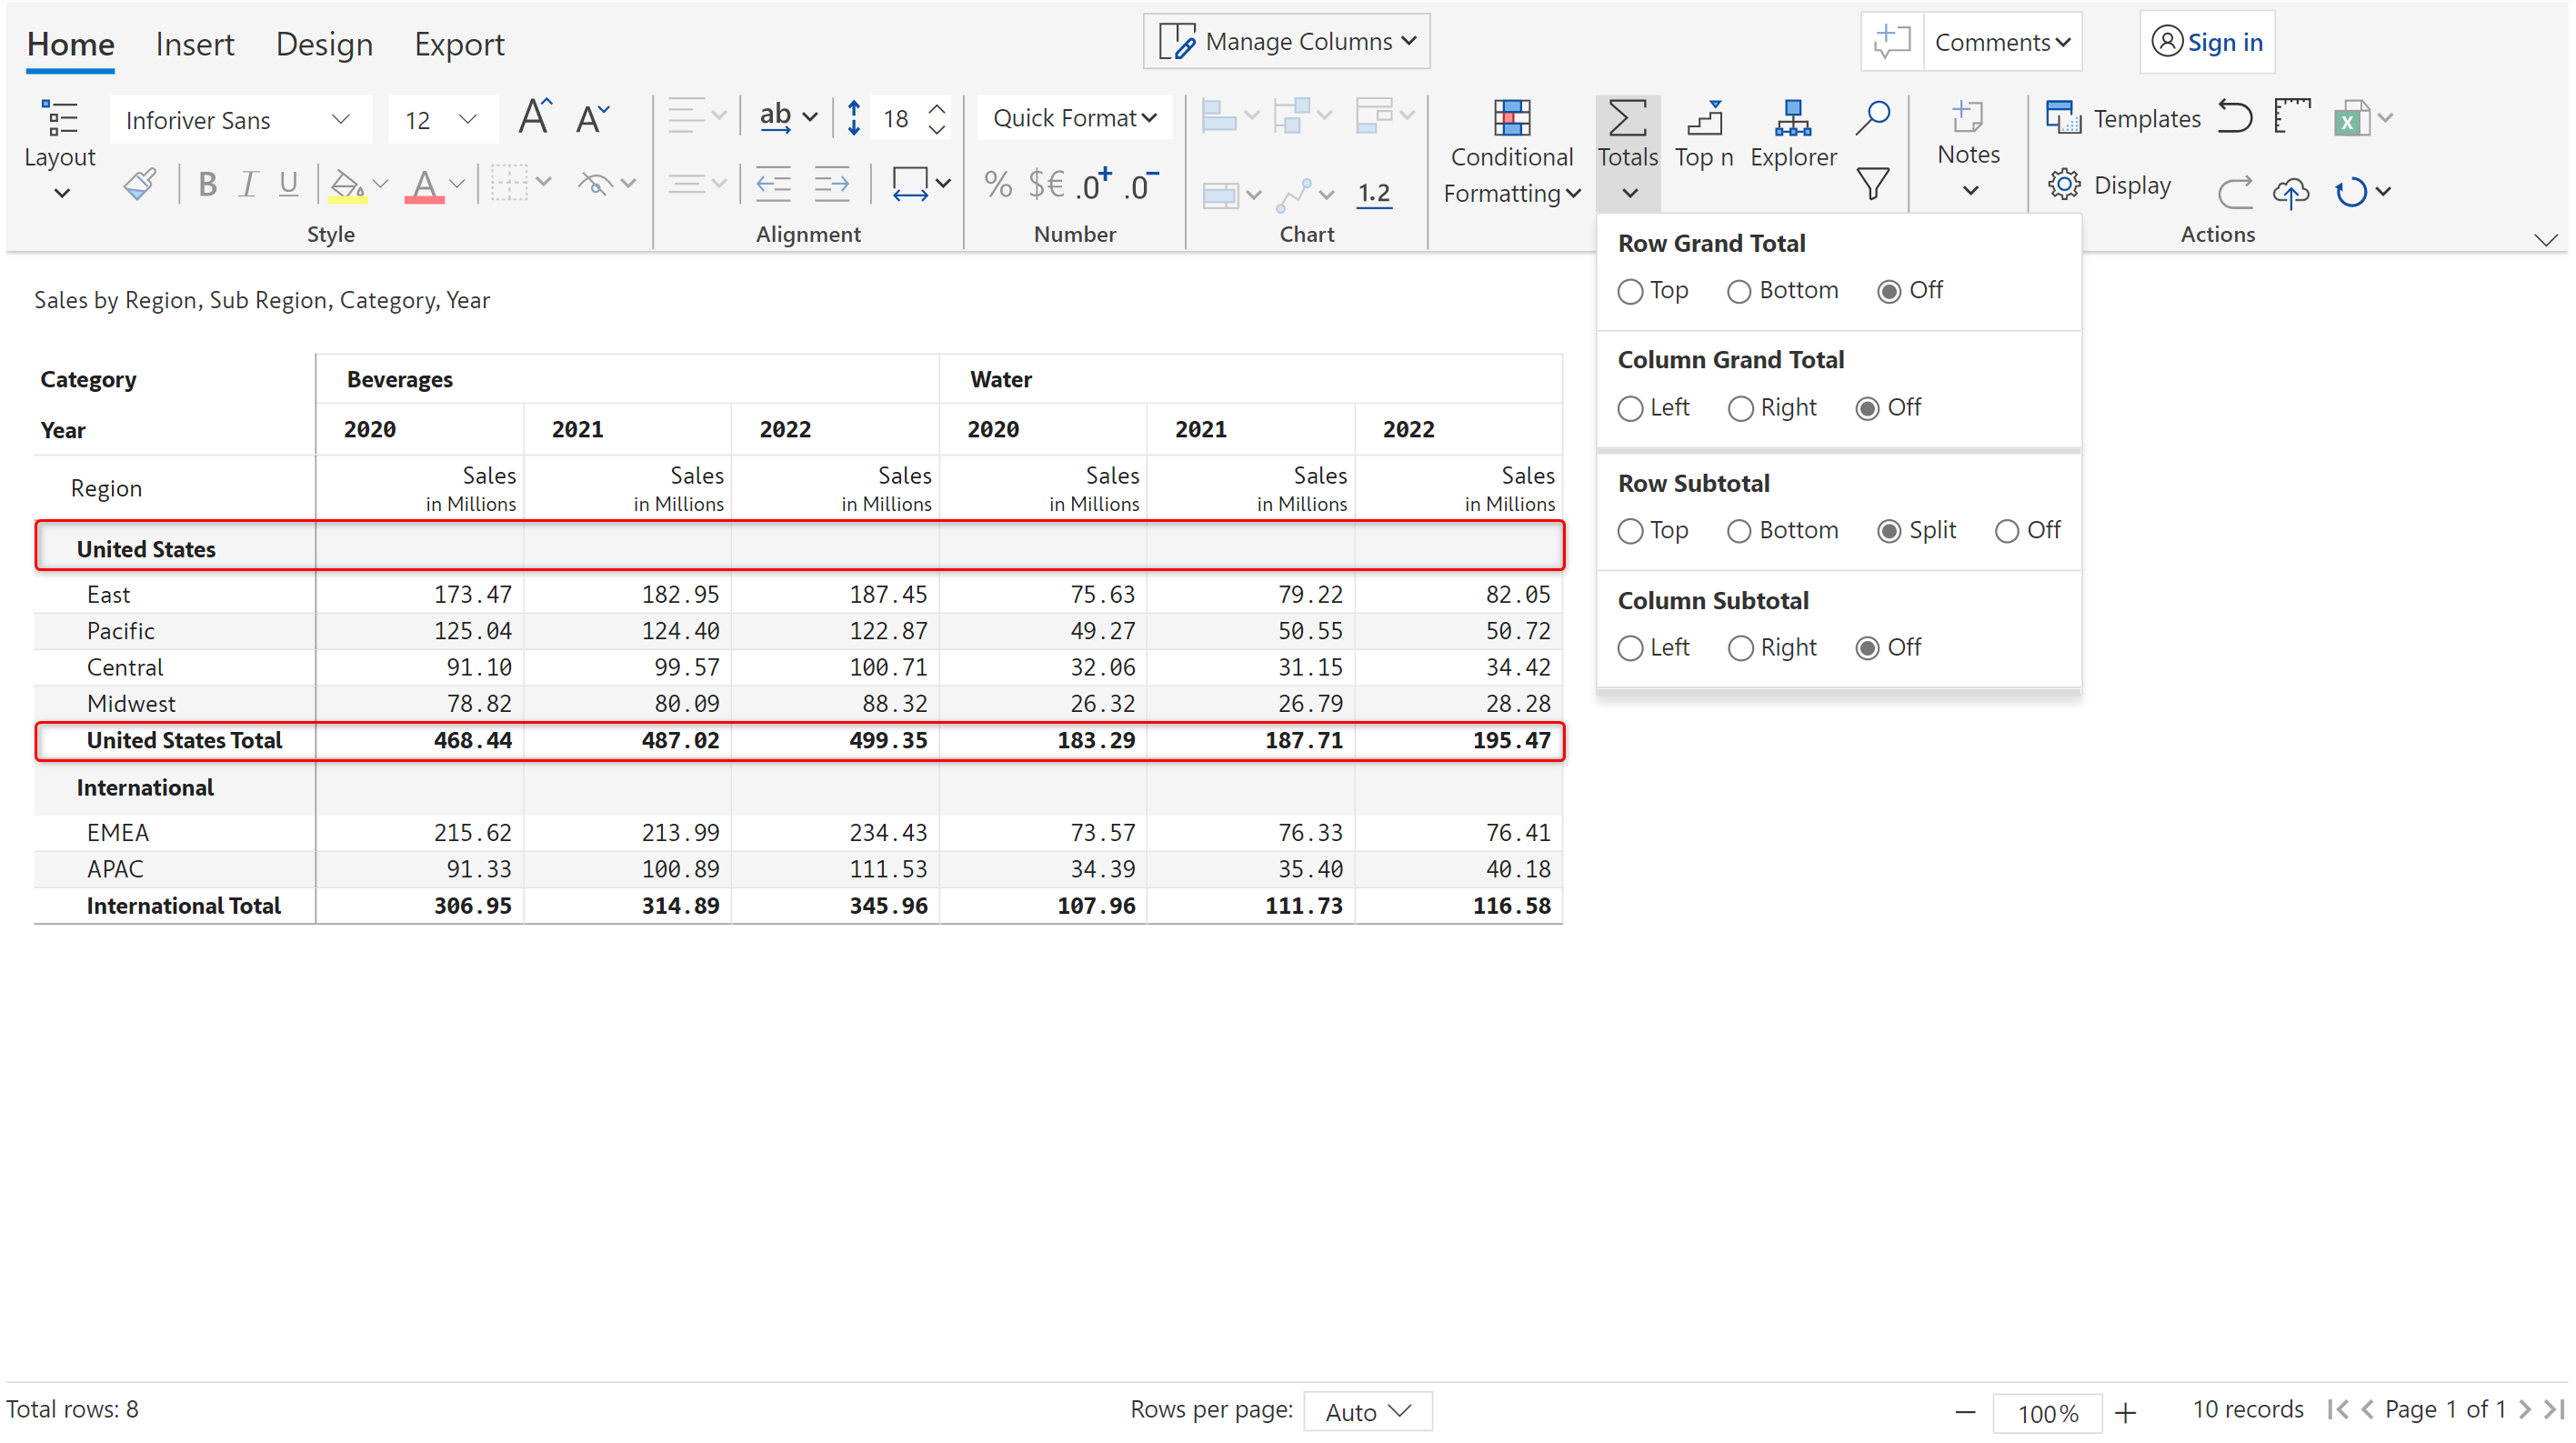 Home Insert Design Export Manage Columns Comments Sign in
Layout Inforiver Sans 12 A A ab 18 Quick Format Conditional Formatting Totals Top n Explorer Notes Templates
B I U A % $€ .0+ .0- 1.2 Display
Style Alignment Number Chart Actions
Row Grand Total
Top Bottom Off
Column Grand Total
Left Right Off
Row Subtotal
Top Bottom Split Off
Column Subtotal
Left Right Off
Sales by Region, Sub Region, Category, Year
Category Beverages Water
Year 2020 2021 2022 2020 2021 2022
Region Sales Sales Sales Sales Sales Sales
in Millions in Millions in Millions in Millions in Millions in Millions
United States
East 173.47 182.95 187.45 75.63 79.22 82.05
Pacific 125.04 124.40 122.87 49.27 50.55 50.72
Central 91.10 99.57 100.71 32.06 31.15 34.42
Midwest 78.82 80.09 88.32 26.32 26.79 28.28
United States Total 468.44 487.02 499.35 183.29 187.71 195.47
International
EMEA 215.62 213.99 234.43 73.57 76.33 76.41
APAC 91.33 100.89 111.53 34.39 35.40 40.18
International Total 306.95 314.89 345.96 107.96 111.73 116.58
Total rows: 8 Rows per page: Auto 100% 10 records Page 1 of 1